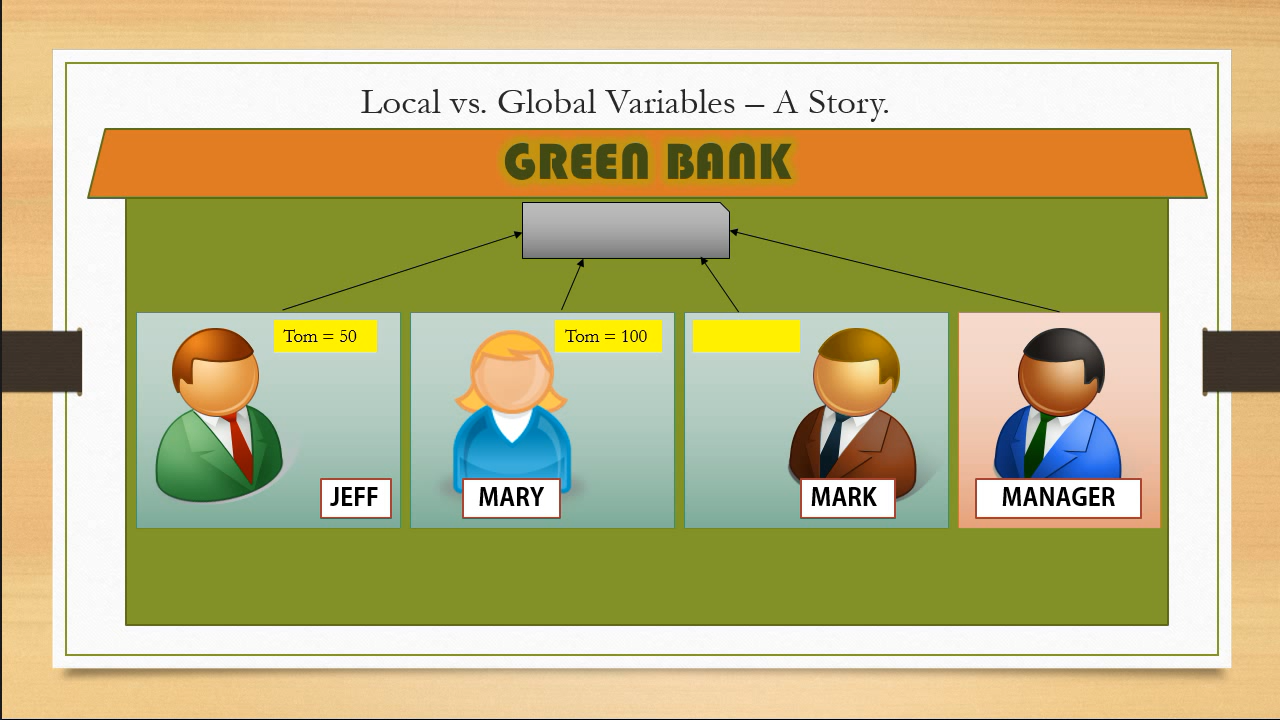 Local vs. Global Variables – A Story.
GREEN BANK
Tom = 50
Tom = 100
JEFF
MARY
MARK
MANAGER